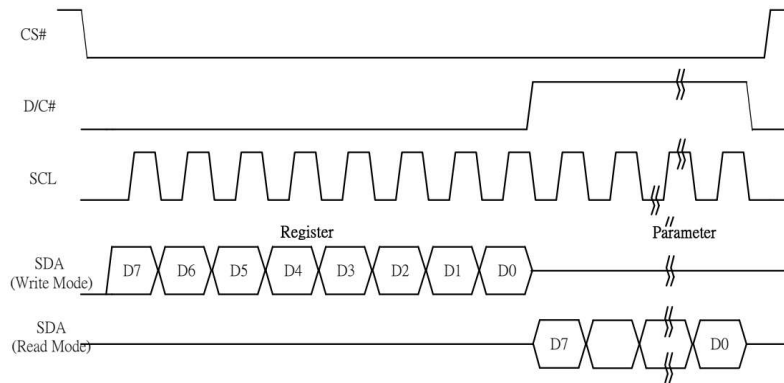 CS#
D/C#
SCL
Register
Parameter
SDA
(Write Mode)
D7 D6 D5 D4 D3 D2 D1 D0
SDA
(Read Mode)
D7 D0